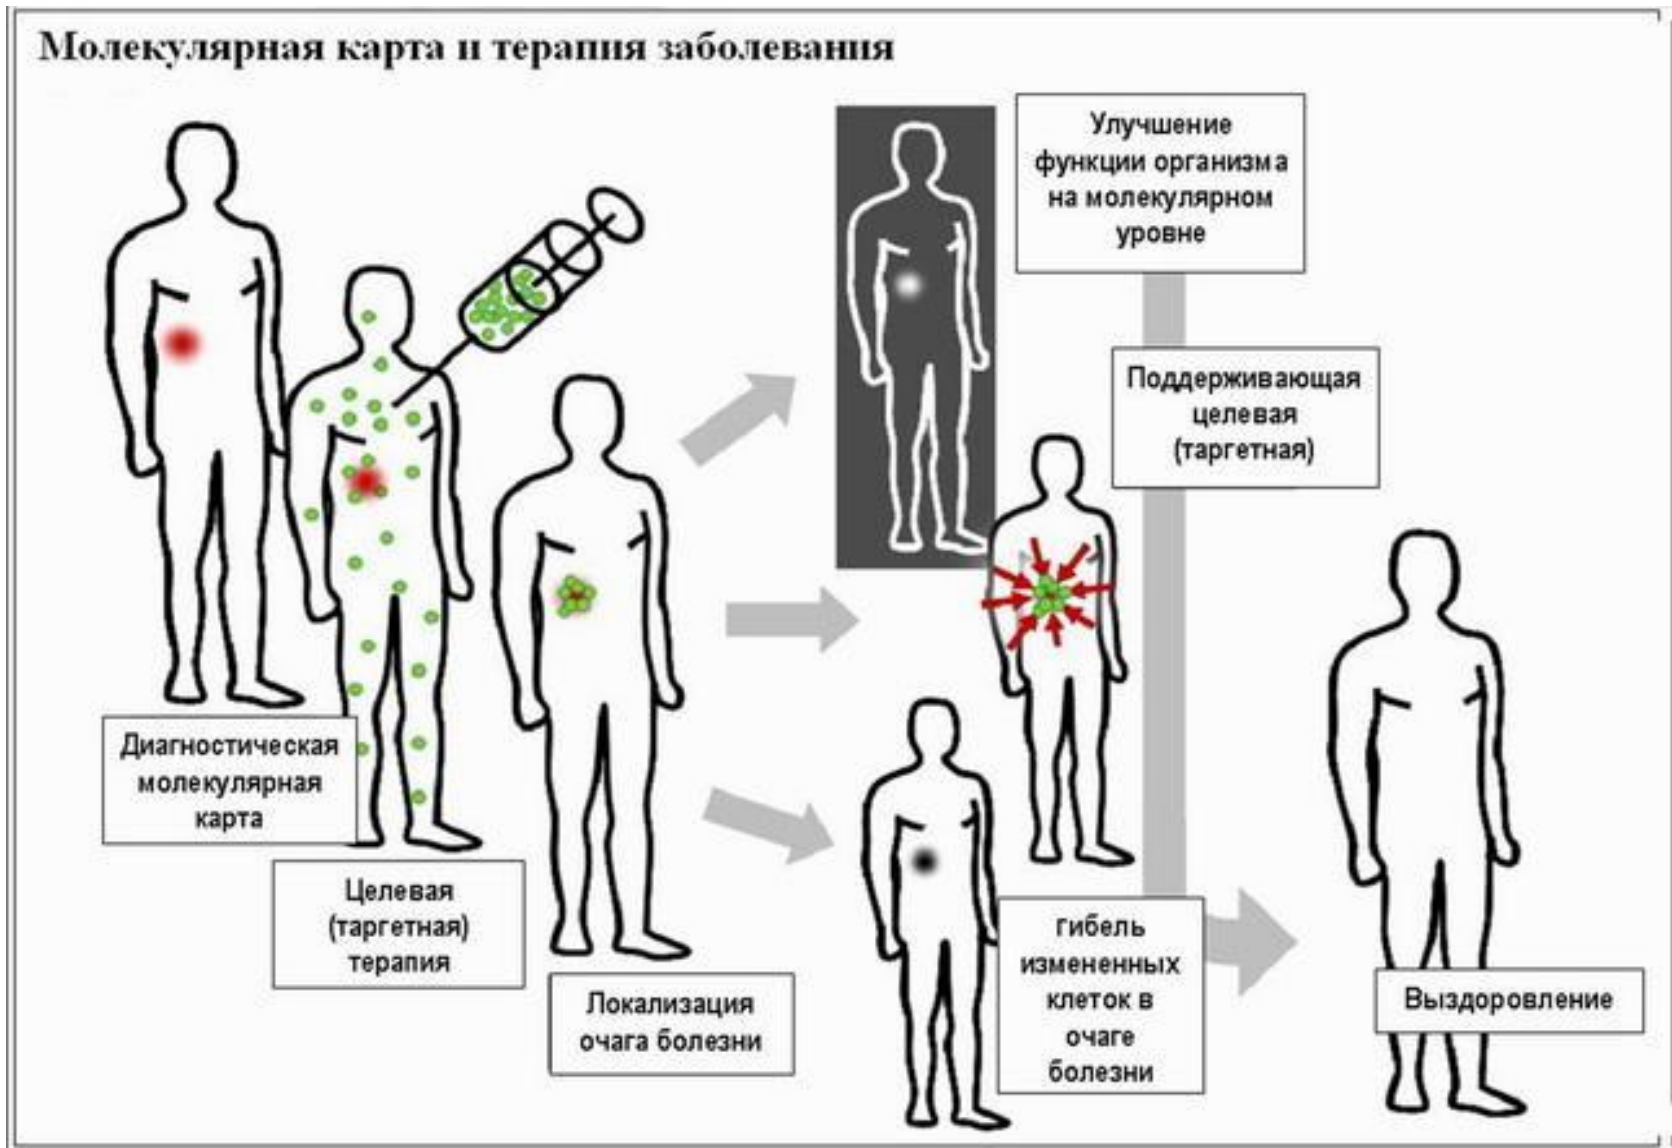 Молекулярная карта и терапия заболевания
Улучшение
функции организма
на молекулярном
уровне
Поддерживающая
целевая
(таргетная)
Диагностическая
молекулярная
карта
Целевая
(таргетная)
терапия
Локализация
очага болезни
гибель
измененных
клеток в
очаге
болезни
Выздоровление